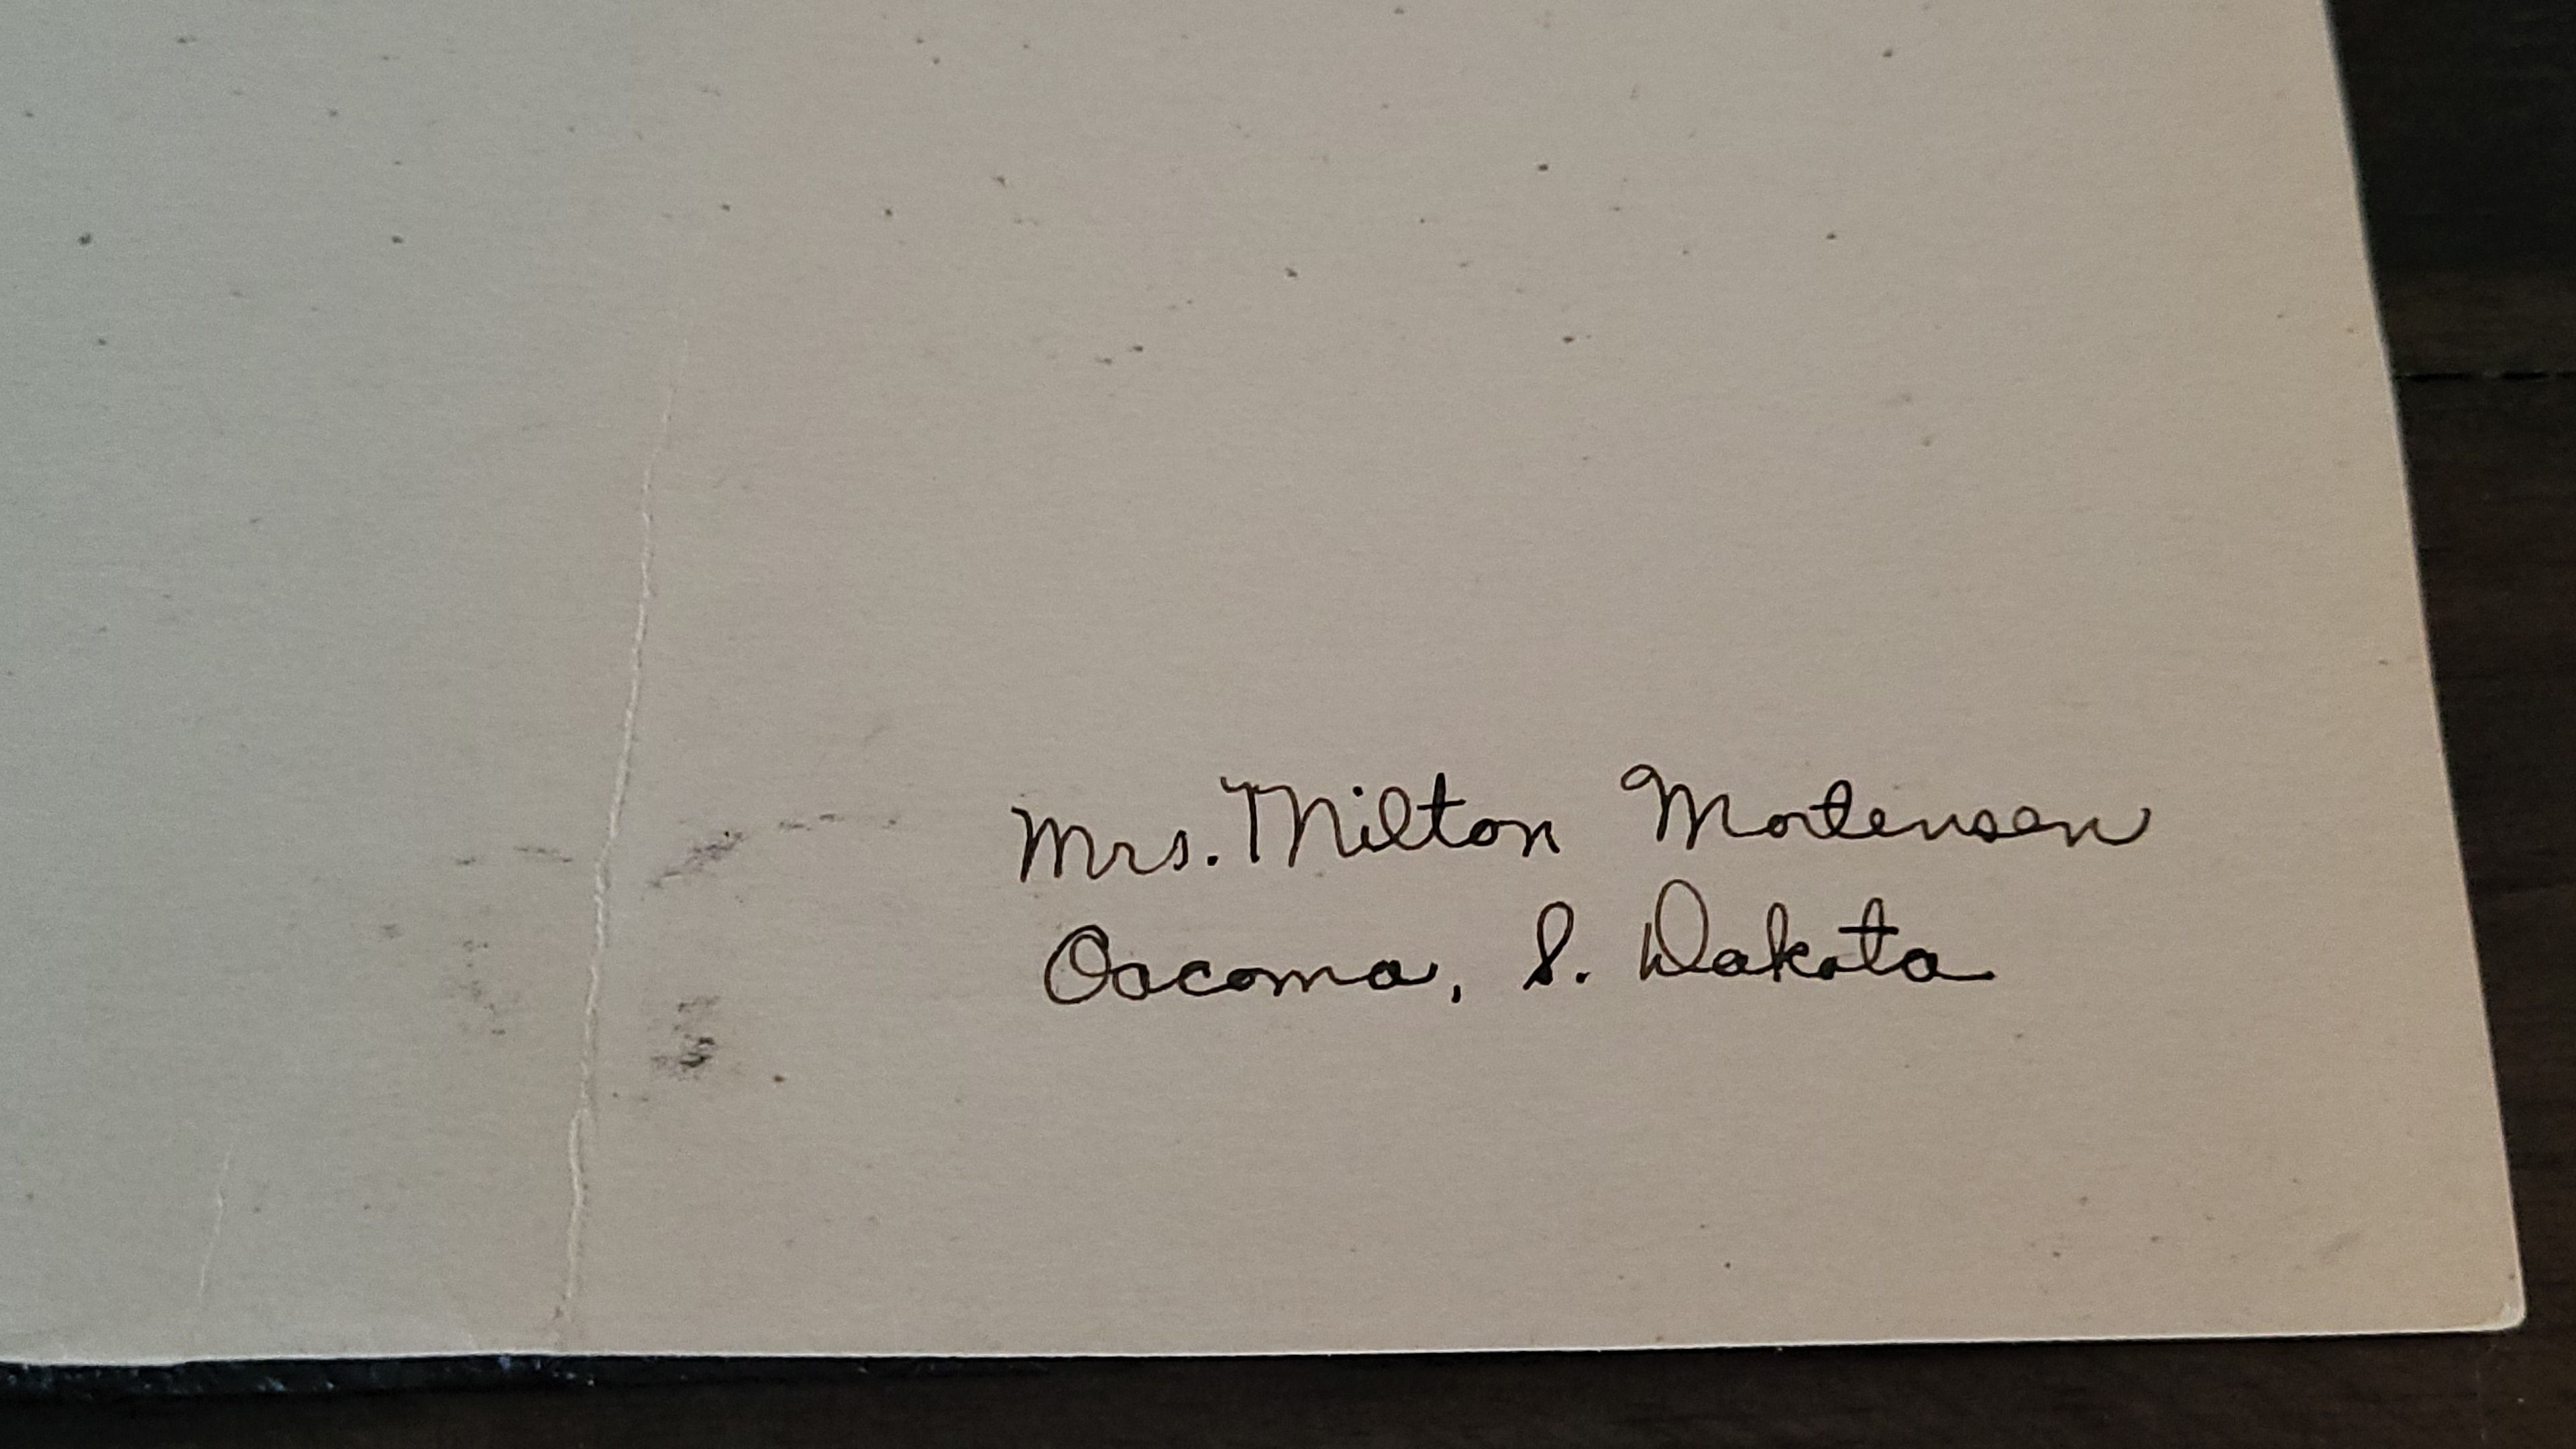 Mrs. Milton Mortensen
Oacoma, S. Dakota